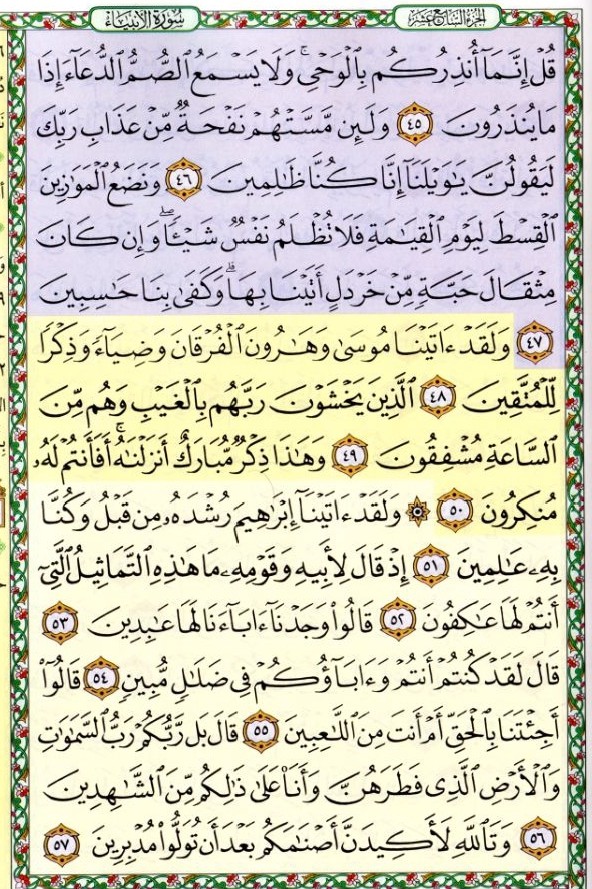 الجزء السابع عشر
سورة الأنبياء
قُلْ إِنَّمَآ أُنذِرُكُم بِٱلْوَحْىِ ۚ وَلَا يَسْمَعُ ٱلصُّمُّ ٱلدُّعَآءَ إِذَا
مَا يُنذَرُونَ ٤٥ وَلَئِن مَّسَّتْهُمْ نَفْحَةٌ مِّنْ عَذَابِ رَبِّكَ
لَيَقُولُنَّ يَٰوَيْلَنَآ إِنَّا كُنَّا ظَٰلِمِينَ ٤٦ وَنَضَعُ ٱلْمَوَٰزِينَ
ٱلْقِسْطَ لِيَوْمِ ٱلْقِيَٰمَةِ فَلَا تُظْلَمُ نَفْسٌ شَيْـًٔا ۖ وَإِن كَانَ
مِثْقَالَ حَبَّةٍ مِّنْ خَرْدَلٍ أَتَيْنَا بِهَا ۗ وَكَفَىٰ بِنَا حَٰسِبِينَ
٤٧ وَلَقَدْ ءَاتَيْنَا مُوسَىٰ وَهَٰرُونَ ٱلْفُرْقَانَ وَضِيَآءً وَذِكْرًا
لِّلْمُتَّقِينَ ٤٨ ٱلَّذِينَ يَخْشَوْنَ رَبَّهُم بِٱلْغَيْبِ وَهُم مِّنَ
ٱلسَّاعَةِ مُشْفِقُونَ ٤٩ وَهَٰذَا ذِكْرٌ مُّبَارَكٌ أَنزَلْنَٰهُ ۚ أَفَأَنتُمْ لَهُۥ
مُنكِرُونَ ٥٠ ۞ وَلَقَدْ ءَاتَيْنَآ إِبْرَٰهِيمَ رُشْدَهُۥ مِن قَبْلُ وَكُنَّا
بِهِۦ عَٰلِمِينَ ٥١ إِذْ قَالَ لِأَبِيهِ وَقَوْمِهِۦ مَا هَٰذِهِ ٱلتَّمَاثِيلُ ٱلَّتِىٓ
أَنتُمْ لَهَا عَٰكِفُونَ ٥٢ قَالُوا۟ وَجَدْنَآ ءَابَآءَنَا لَهَا عَٰبِدِينَ ٥٣
قَالَ لَقَدْ كُنتُمْ أَنتُمْ وَءَابَآؤُكُمْ فِى ضَلَٰلٍ مُّبِينٍ ٥٤ قَالُوٓا۟
أَجِئْتَنَا بِٱلْحَقِّ أَمْ أَنتَ مِنَ ٱللَّٰعِبِينَ ٥٥ قَالَ بَل رَّبُّكُمْ رَبُّ ٱلسَّمَٰوَٰتِ
وَٱلْأَرْضِ ٱلَّذِى فَطَرَهُنَّ وَأَنَا۠ عَلَىٰ ذَٰلِكُم مِّنَ ٱلشَّٰهِدِينَ
٥٦ وَتَٱللَّهِ لَأَكِيدَنَّ أَصْنَٰمَكُم بَعْدَ أَن تُوَلُّوا۟ مُدْبِرِينَ ٥٧